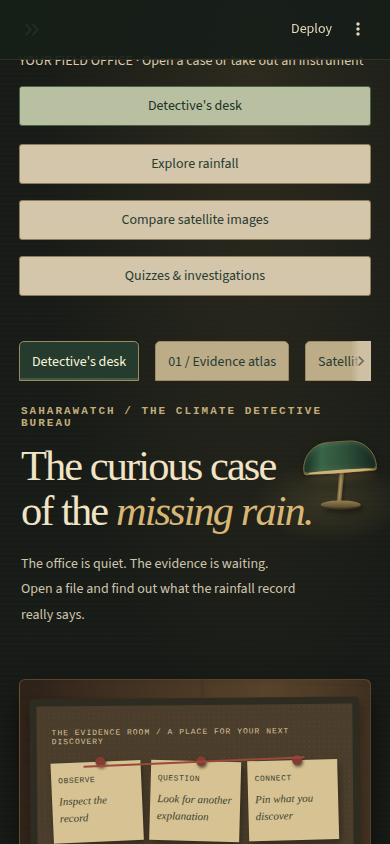 Deploy
YOUR FIELD OFFICE · Open a case or take out an instrument
Detective's desk
Explore rainfall
Compare satellite images
Quizzes & investigations
Detective's desk
01 / Evidence atlas
Satellit
SAHARAWATCH / THE CLIMATE DETECTIVE
BUREAU
The curious case
of the missing rain.
The office is quiet. The evidence is waiting.
Open a file and find out what the rainfall record
really says.
THE EVIDENCE ROOM / A PLACE FOR YOUR NEXT
DISCOVERY
OBSERVE
Inspect the
record
QUESTION
Look for another
explanation
CONNECT
Pin what you
discover